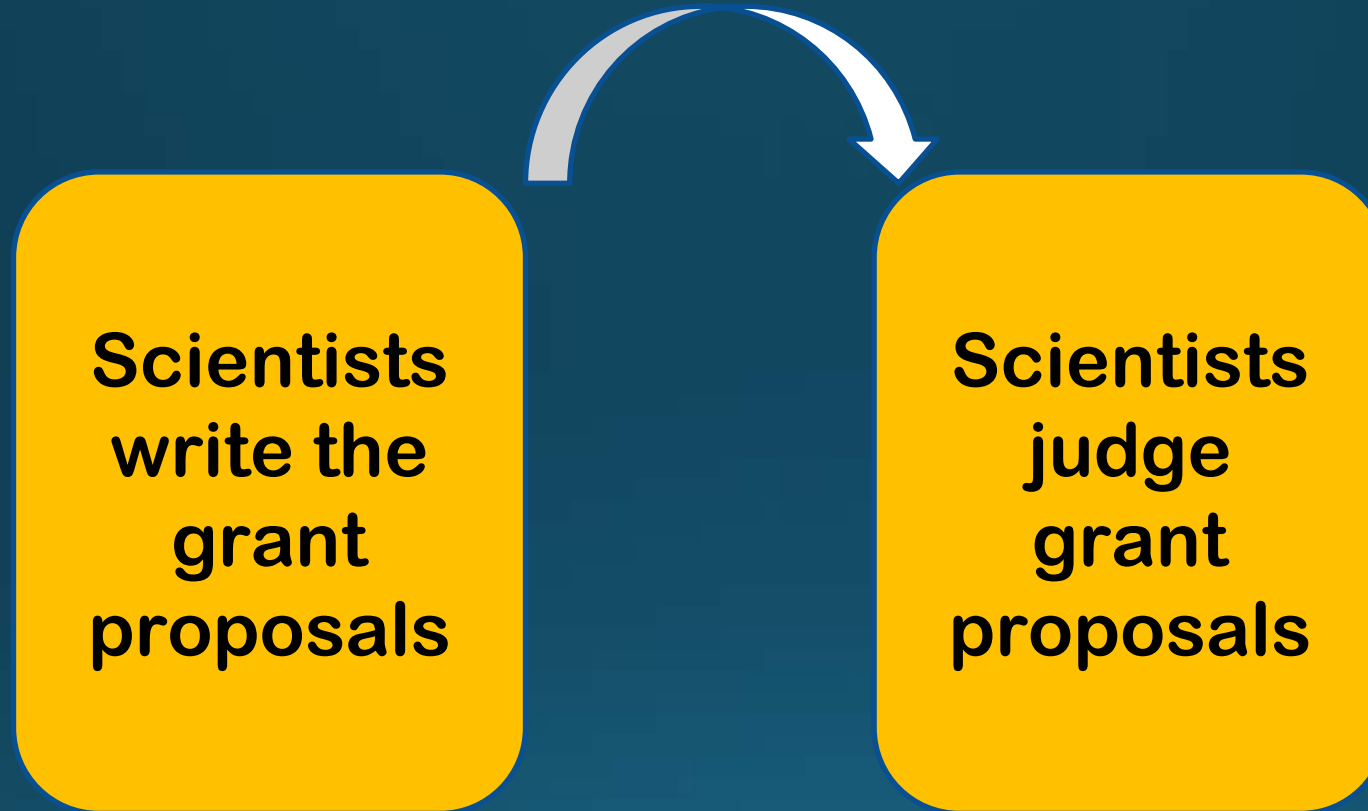 Scientists
write the
grant
proposals
Scientists
judge
grant
proposals